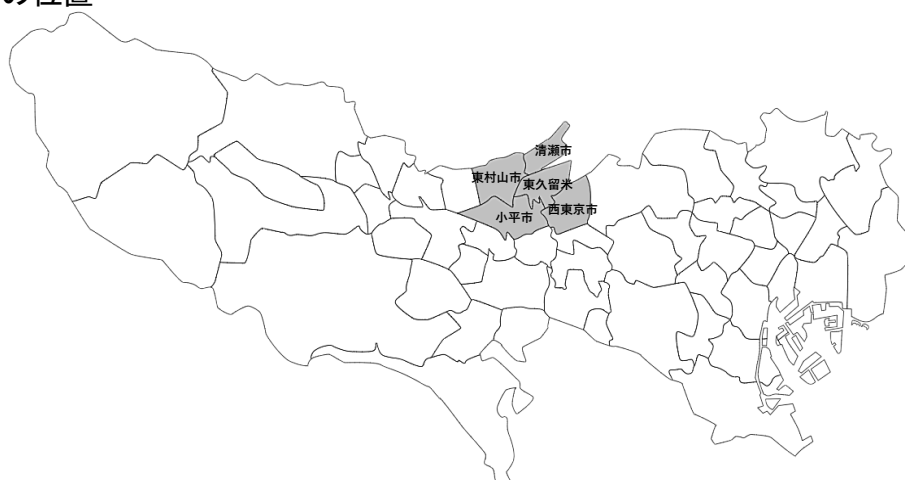 の位置
清瀬市
東村山市
東久留米
小平市
西東京市